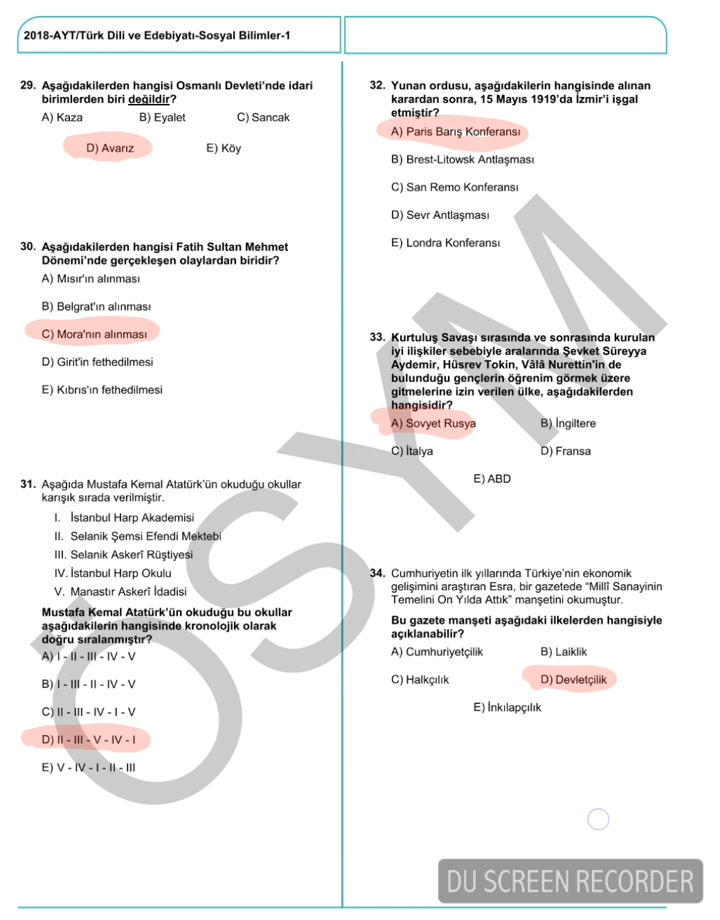 2018-AYT/Türk Dili ve Edebiyatı-Sosyal Bilimler-1
29. Aşağıdakilerden hangisi Osmanlı Devleti'nde idari
birimlerden biri değildir?
A) Kaza B) Eyalet C) Sancak
D) Avarız E) Köy
30. Aşağıdakilerden hangisi Fatih Sultan Mehmet
Dönemi'nde gerçekleşen olaylardan biridir?
A) Mısır'ın alınması
B) Belgrat'ın alınması
C) Mora'nın alınması
D) Girit'in fethedilmesi
E) Kıbrıs'ın fethedilmesi
31. Aşağıda Mustafa Kemal Atatürk'ün okuduğu okullar
karışık sırada verilmiştir.
I. İstanbul Harp Akademisi
II. Selanik Şemsi Efendi Mektebi
III. Selanik Askerî Rüştiyesi
IV. İstanbul Harp Okulu
V. Manastır Askerî İdadisi
Mustafa Kemal Atatürk'ün okuduğu bu okullar
aşağıdakilerin hangisinde kronolojik olarak
doğru sıralanmıştır?
A) I - II - III - IV - V
B) I - III - II - IV - V
C) II - III - IV - I - V
D) II - III - V - IV - I
E) V - IV - I - II - III
32. Yunan ordusu, aşağıdakilerin hangisinde alınan
karardan sonra, 15 Mayıs 1919'da İzmir'i işgal
etmiştir?
A) Paris Barış Konferansı
B) Brest-Litowsk Antlaşması
C) San Remo Konferansı
D) Sevr Antlaşması
E) Londra Konferansı
33. Kurtuluş Savaşı sırasında ve sonrasında kurulan
iyi ilişkiler sebebiyle aralarında Şevket Süreyya
Aydemir, Hüsrev Tokin, Vâlâ Nurettin'in de
bulunduğu gençlerin öğrenim görmek üzere
gitmelerine izin verilen ülke, aşağıdakilerden
hangisidir?
A) Sovyet Rusya B) İngiltere
C) İtalya D) Fransa
E) ABD
34. Cumhuriyetin ilk yıllarında Türkiye'nin ekonomik
gelişimini araştıran Esra, bir gazetede "Millî Sanayinin
Temelini On Yılda Attık" manşetini okumuştur.
Bu gazete manşeti aşağıdaki ilkelerden hangisiyle
açıklanabilir?
A) Cumhuriyetçilik B) Laiklik
C) Halkçılık D) Devletçilik
E) İnkılapçılık
ÖSYM
DU SCREEN RECORDER